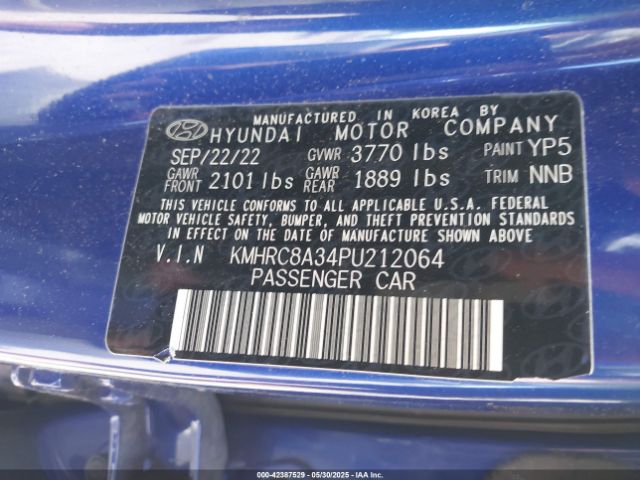 MANUFACTURED IN KOREA BY
HYUNDAI MOTOR COMPANY
SEP/22/22 GVWR 3770 lbs PAINT YP5
GAWR FRONT 2101 lbs GAWR REAR 1889 lbs TRIM NNB
THIS VEHICLE CONFORMS TO ALL APPLICABLE U.S.A. FEDERAL
MOTOR VEHICLE SAFETY, BUMPER, AND THEFT PREVENTION STANDARDS
IN EFFECT ON THE DATE OF MANUFACTURE SHOWN ABOVE
V.I.N KMHRC8A34PU212064
PASSENGER CAR
000-42387529 - 05/30/2025 - COPART.COM